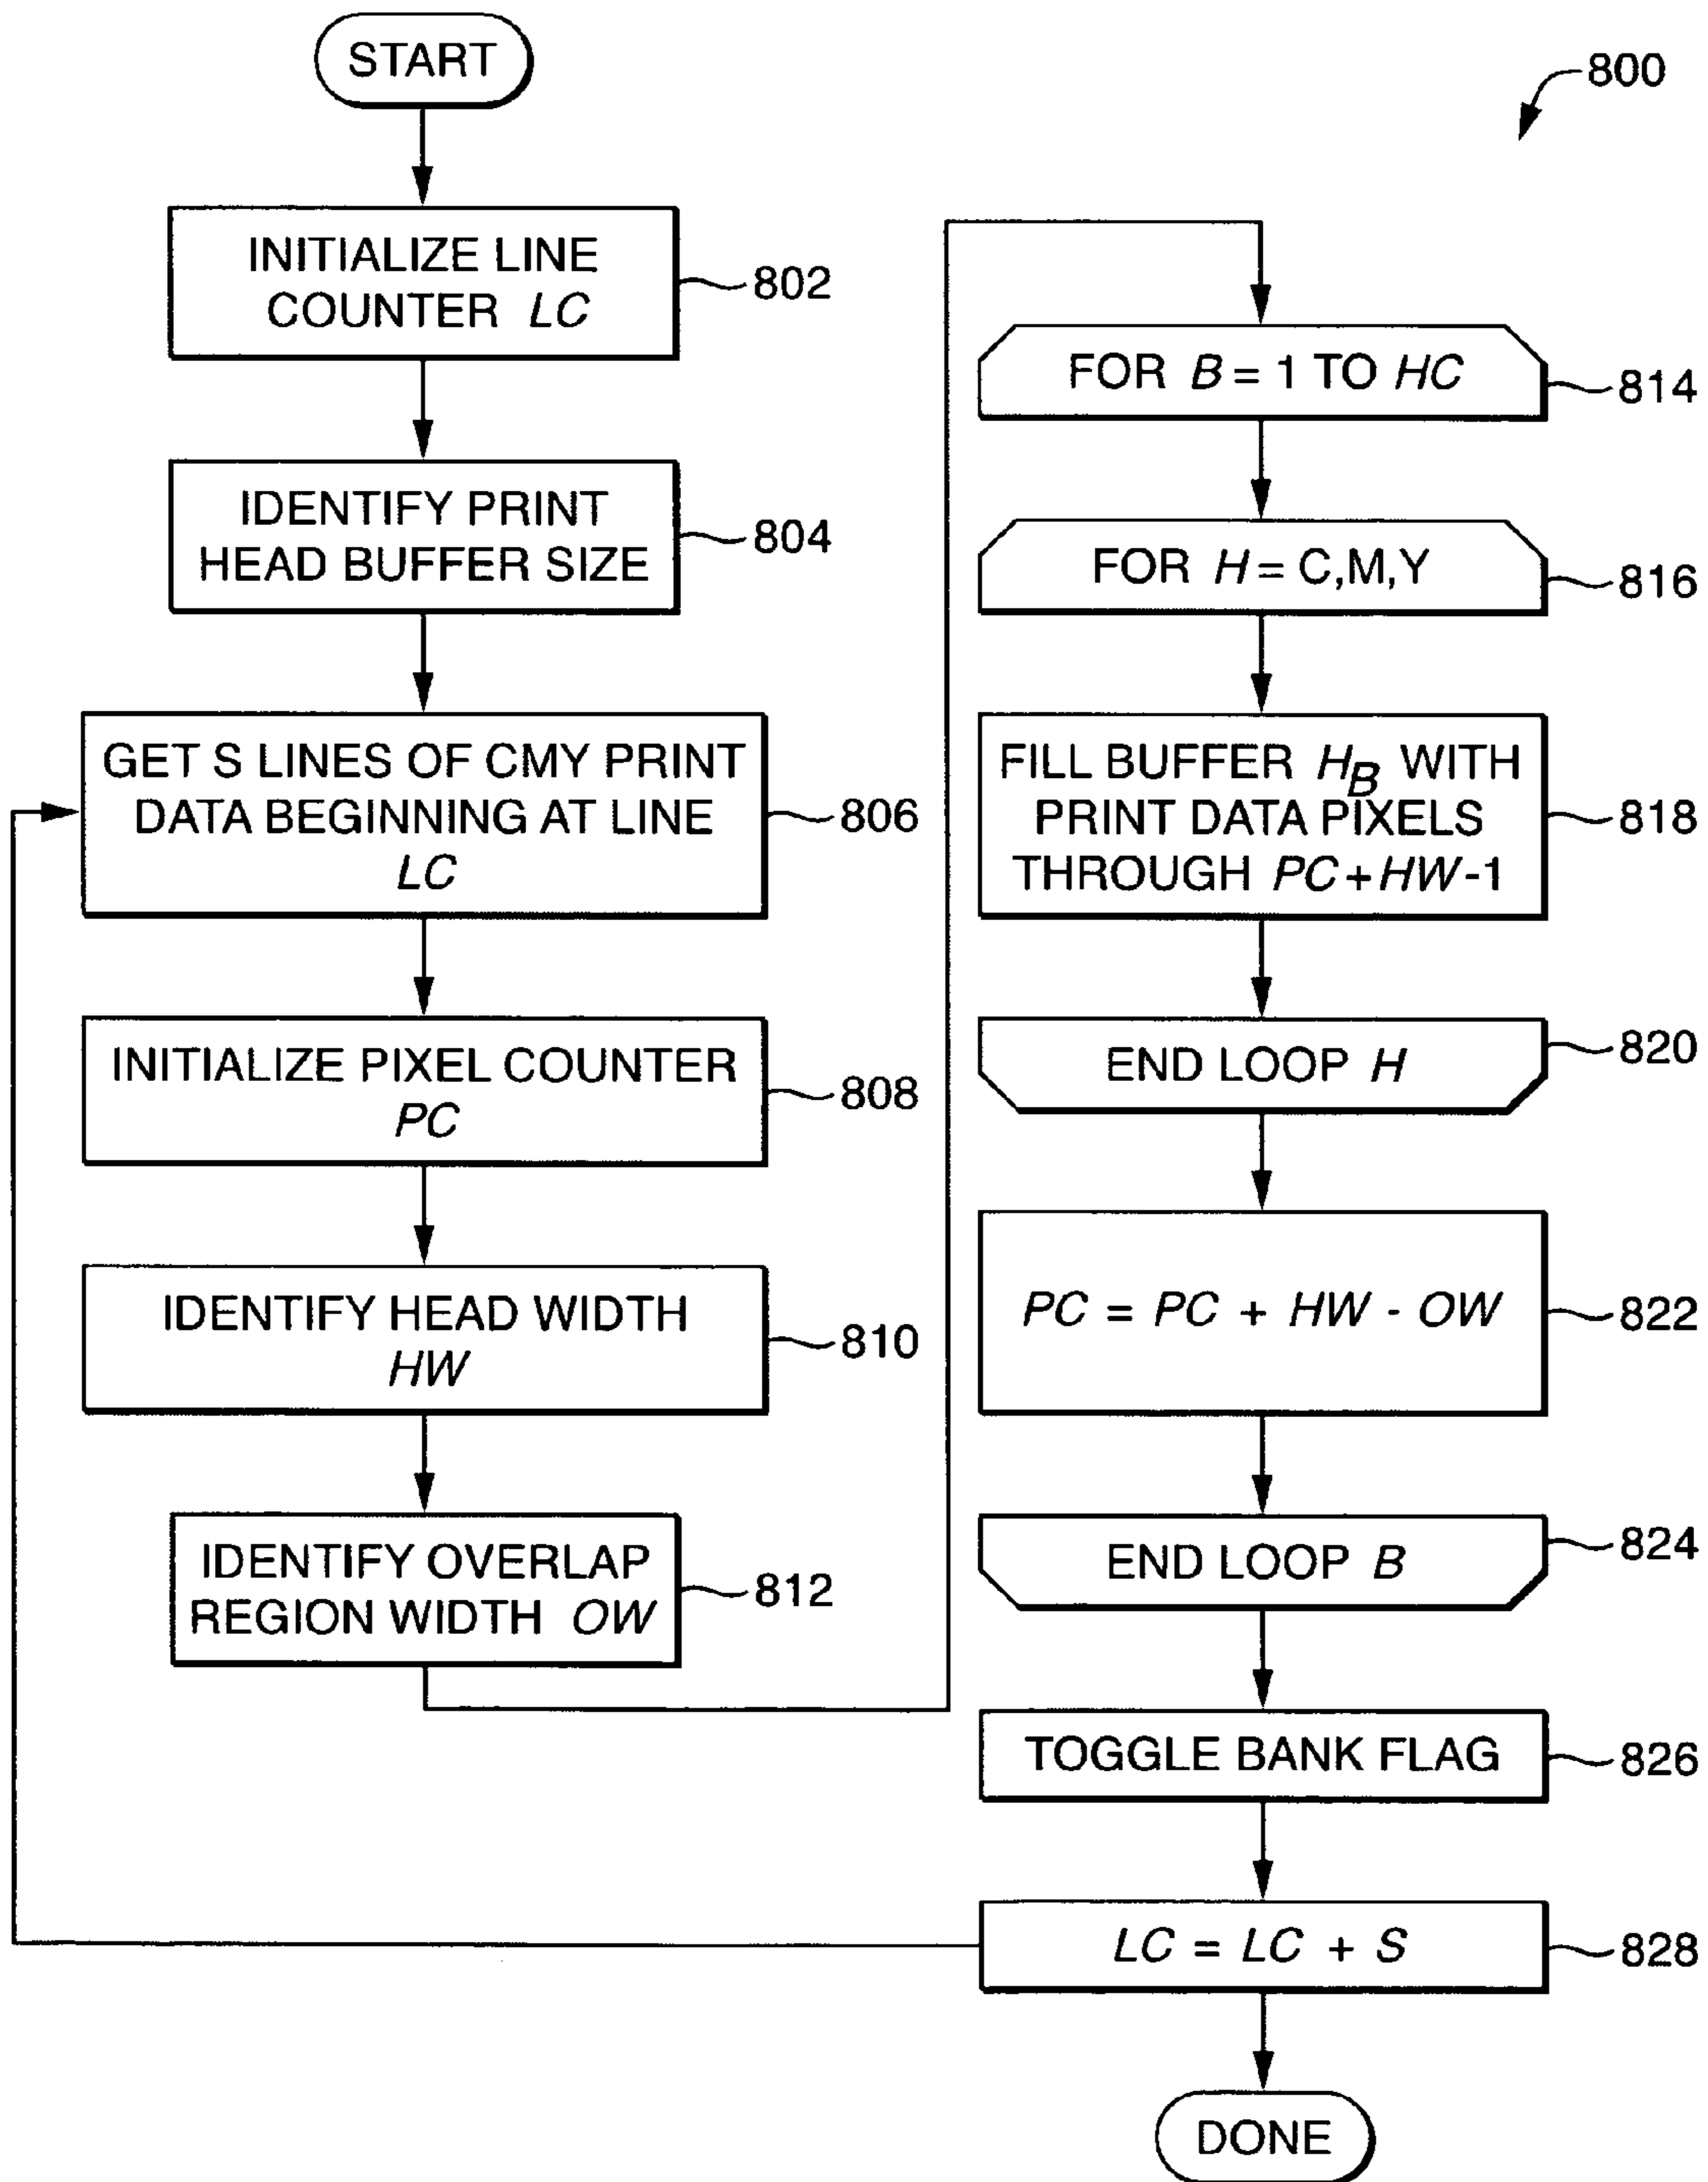 START
800
INITIALIZE LINE
COUNTER LC
802
IDENTIFY PRINT
HEAD BUFFER SIZE
804
GET S LINES OF CMY PRINT
DATA BEGINNING AT LINE
LC
806
INITIALIZE PIXEL COUNTER
PC
808
IDENTIFY HEAD WIDTH
HW
810
IDENTIFY OVERLAP
REGION WIDTH OW
812
FOR B = 1 TO HC
814
FOR H = C,M,Y
816
FILL BUFFER H_B WITH
PRINT DATA PIXELS
THROUGH PC+HW-1
818
END LOOP H
820
PC = PC + HW - OW
822
END LOOP B
824
TOGGLE BANK FLAG
826
LC = LC + S
828
DONE